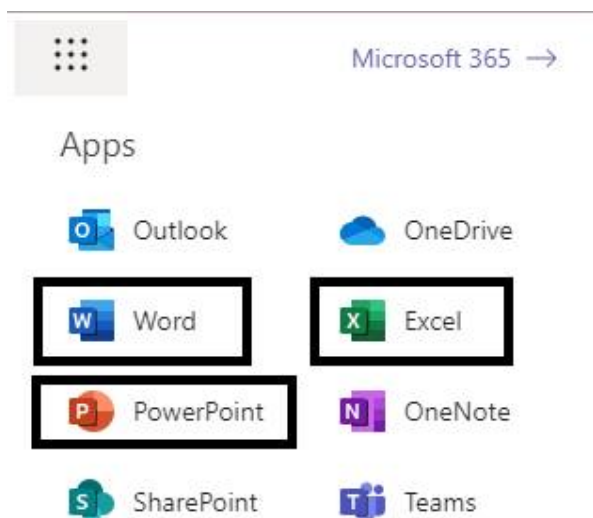 Microsoft 365 →
Apps
Outlook OneDrive
Word Excel
PowerPoint OneNote
SharePoint Teams